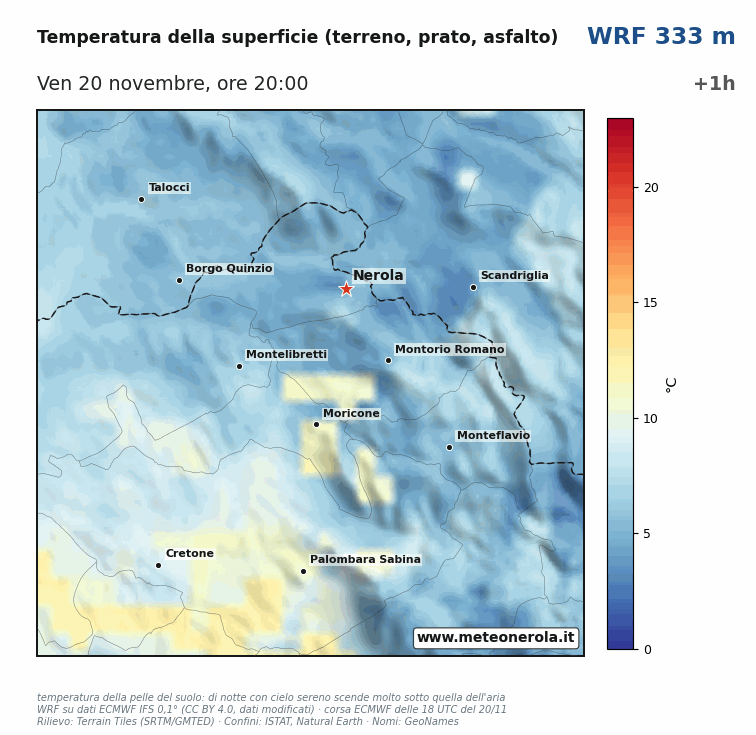 Temperatura della superficie (terreno, prato, asfalto) WRF 333 m
Ven 20 novembre, ore 20:00 +1h
Talocci
Borgo Quinzio
Nerola
Scandriglia
Montelibretti
Montorio Romano
Moricone
Monteflavio
Cretone
Palombara Sabina
www.meteonerola.it
20
15
10
5
0
°C
temperatura della pelle del suolo: di notte con cielo sereno scende molto sotto quella dell'aria
WRF su dati ECMWF IFS 0,1° (CC BY 4.0, dati modificati) · corsa ECMWF delle 18 UTC del 20/11
Rilievo: Terrain Tiles (SRTM/GMTED) · Confini: ISTAT, Natural Earth · Nomi: GeoNames